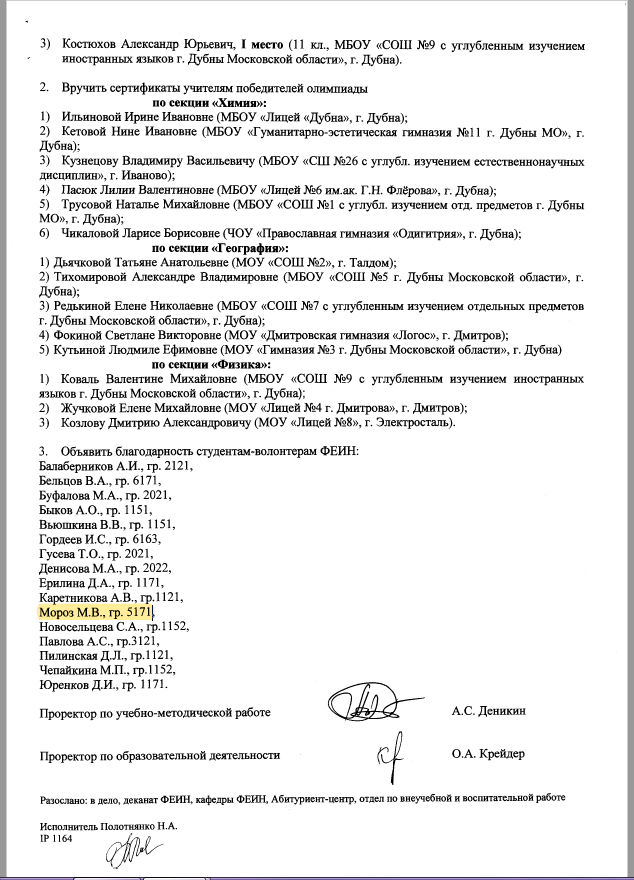 3) Костюхов Александр Юрьевич, I место (11 кл., МБОУ «СОШ №9 с углубленным изучением
иностранных языков г. Дубны Московской области», г. Дубна).
2. Вручить сертификаты учителям победителей олимпиады
по секции «Химия»:
1) Ильиновой Ирине Ивановне (МБОУ «Лицей «Дубна», г. Дубна);
2) Кетовой Нине Ивановне (МБОУ «Гуманитарно-эстетическая гимназия №11 г. Дубны МО», г.
Дубна);
3) Кузнецову Владимиру Васильевичу (МБОУ «СШ №26 с углубл. изучением естественнонаучных
дисциплин», г. Иваново);
4) Пасюк Лилии Валентиновне (МБОУ «Лицей №6 им.ак. Г.Н. Флёрова», г. Дубна);
5) Трусовой Наталье Михайловне (МБОУ «СОШ №1 с углубл. изучением отд. предметов г. Дубны
МО», г. Дубна);
6) Чикаловой Ларисе Борисовне (ЧОУ «Православная гимназия «Одигитрия», г. Дубна);
по секции «География»:
1) Дьячковой Татьяне Анатольевне (МОУ «СОШ №2», г. Талдом);
2) Тихомировой Александре Владимировне (МБОУ «СОШ №5 г. Дубны Московской области», г.
Дубна);
3) Редькиной Елене Николаевне (МБОУ «СОШ №7 с углубленным изучением отдельных предметов
г. Дубны Московской области», г. Дубна);
4) Фокиной Светлане Викторовне (МОУ «Дмитровская гимназия «Логос», г. Дмитров);
5) Кутьиной Людмиле Ефимовне (МОУ «Гимназия №3 г. Дубны Московской области», г. Дубна)
по секции «Физика»:
1) Коваль Валентине Михайловне (МБОУ «СОШ №9 с углубленным изучением иностранных
языков г. Дубны Московской области», г. Дубна);
2) Жучковой Елене Михайловне (МОУ «Лицей №4 г. Дмитрова», г. Дмитров);
3) Козлову Дмитрию Александровичу (МОУ «Лицей №8», г. Электросталь).
3. Объявить благодарность студентам-волонтерам ФЕИН:
Балаберников А.И., гр. 2121,
Бельцов В.А., гр. 6171,
Буфалова М.А., гр. 2021,
Быков А.О., гр. 1151,
Вьюшкина В.В., гр. 1151,
Гордеев И.С., гр. 6163,
Гусева Т.О., гр. 2021,
Денисова М.А., гр. 2022,
Ерилина Д.А., гр. 1171,
Каретникова А.В., гр.1121,
Мороз М.В., гр. 5171,
Новосельцева С.А., гр.1152,
Павлова А.С., гр.3121,
Пилинская Д.Л., гр.1121,
Чепайкина М.П., гр.1152,
Юренков Д.И., гр. 1171.
Проректор по учебно-методической работе А.С. Деникин
Проректор по образовательной деятельности О.А. Крейдер
Разослано: в дело, деканат ФЕИН, кафедры ФЕИН, Абитуриент-центр, отдел по внеучебной и воспитательной работе
Исполнитель Полотнянко Н.А.
IP 1164